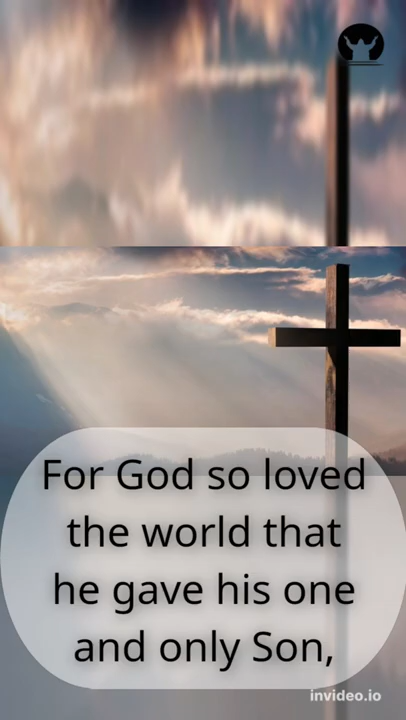 For God so loved
the world that
he gave his one
and only Son,
invideo.io